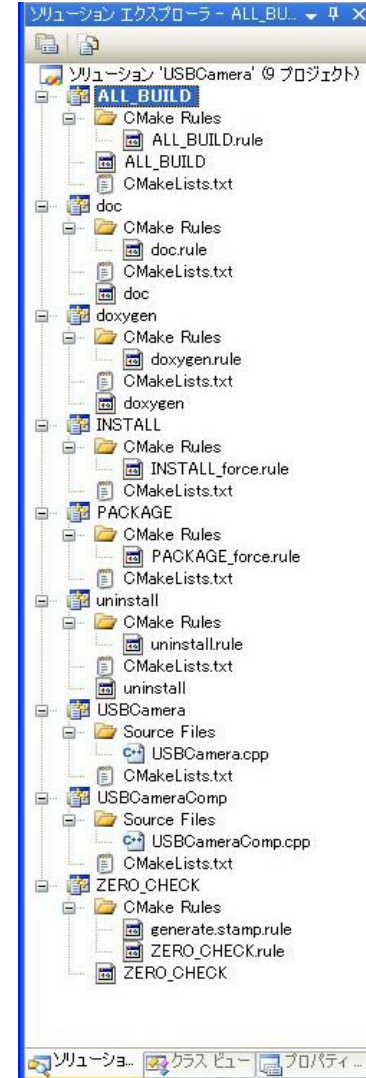 ソリューション エクスプローラ - ALL_BU...
ソリューション 'USBCamera' (9 プロジェクト)
ALL_BUILD
CMake Rules
ALL_BUILD.rule
ALL_BUILD
CMakeLists.txt
doc
CMake Rules
doc.rule
CMakeLists.txt
doc
doxygen
CMake Rules
doxygen.rule
CMakeLists.txt
doxygen
INSTALL
CMake Rules
INSTALL_force.rule
CMakeLists.txt
PACKAGE
CMake Rules
PACKAGE_force.rule
CMakeLists.txt
uninstall
CMake Rules
uninstall.rule
CMakeLists.txt
uninstall
USBCamera
Source Files
USBCamera.cpp
CMakeLists.txt
USBCameraComp
Source Files
USBCameraComp.cpp
CMakeLists.txt
ZERO_CHECK
CMake Rules
generate.stamp.rule
ZERO_CHECK.rule
ZERO_CHECK
ソリューショ... クラス ビュー プロパティ ...